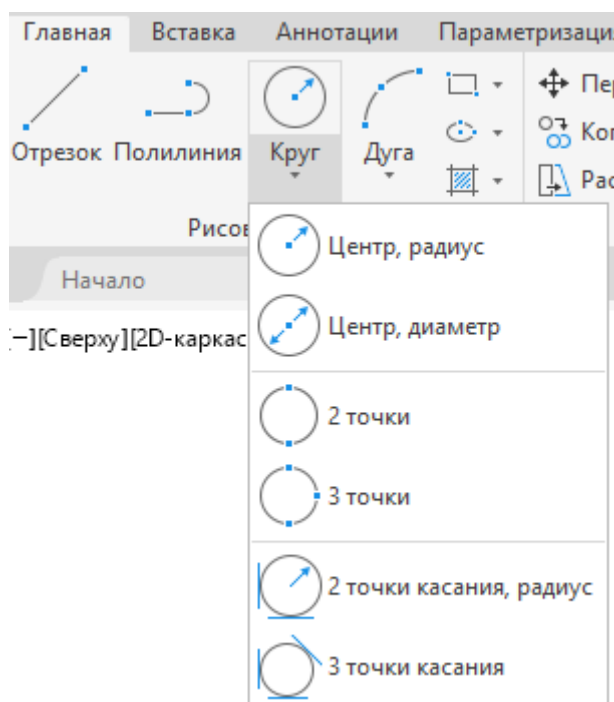 Главная Вставка Аннотации
Отрезок Полилиния Круг Дуга
Начало
[−][Сверху][2D-каркас
Центр, радиус
Центр, диаметр
2 точки
3 точки
2 точки касания, радиус
3 точки касания